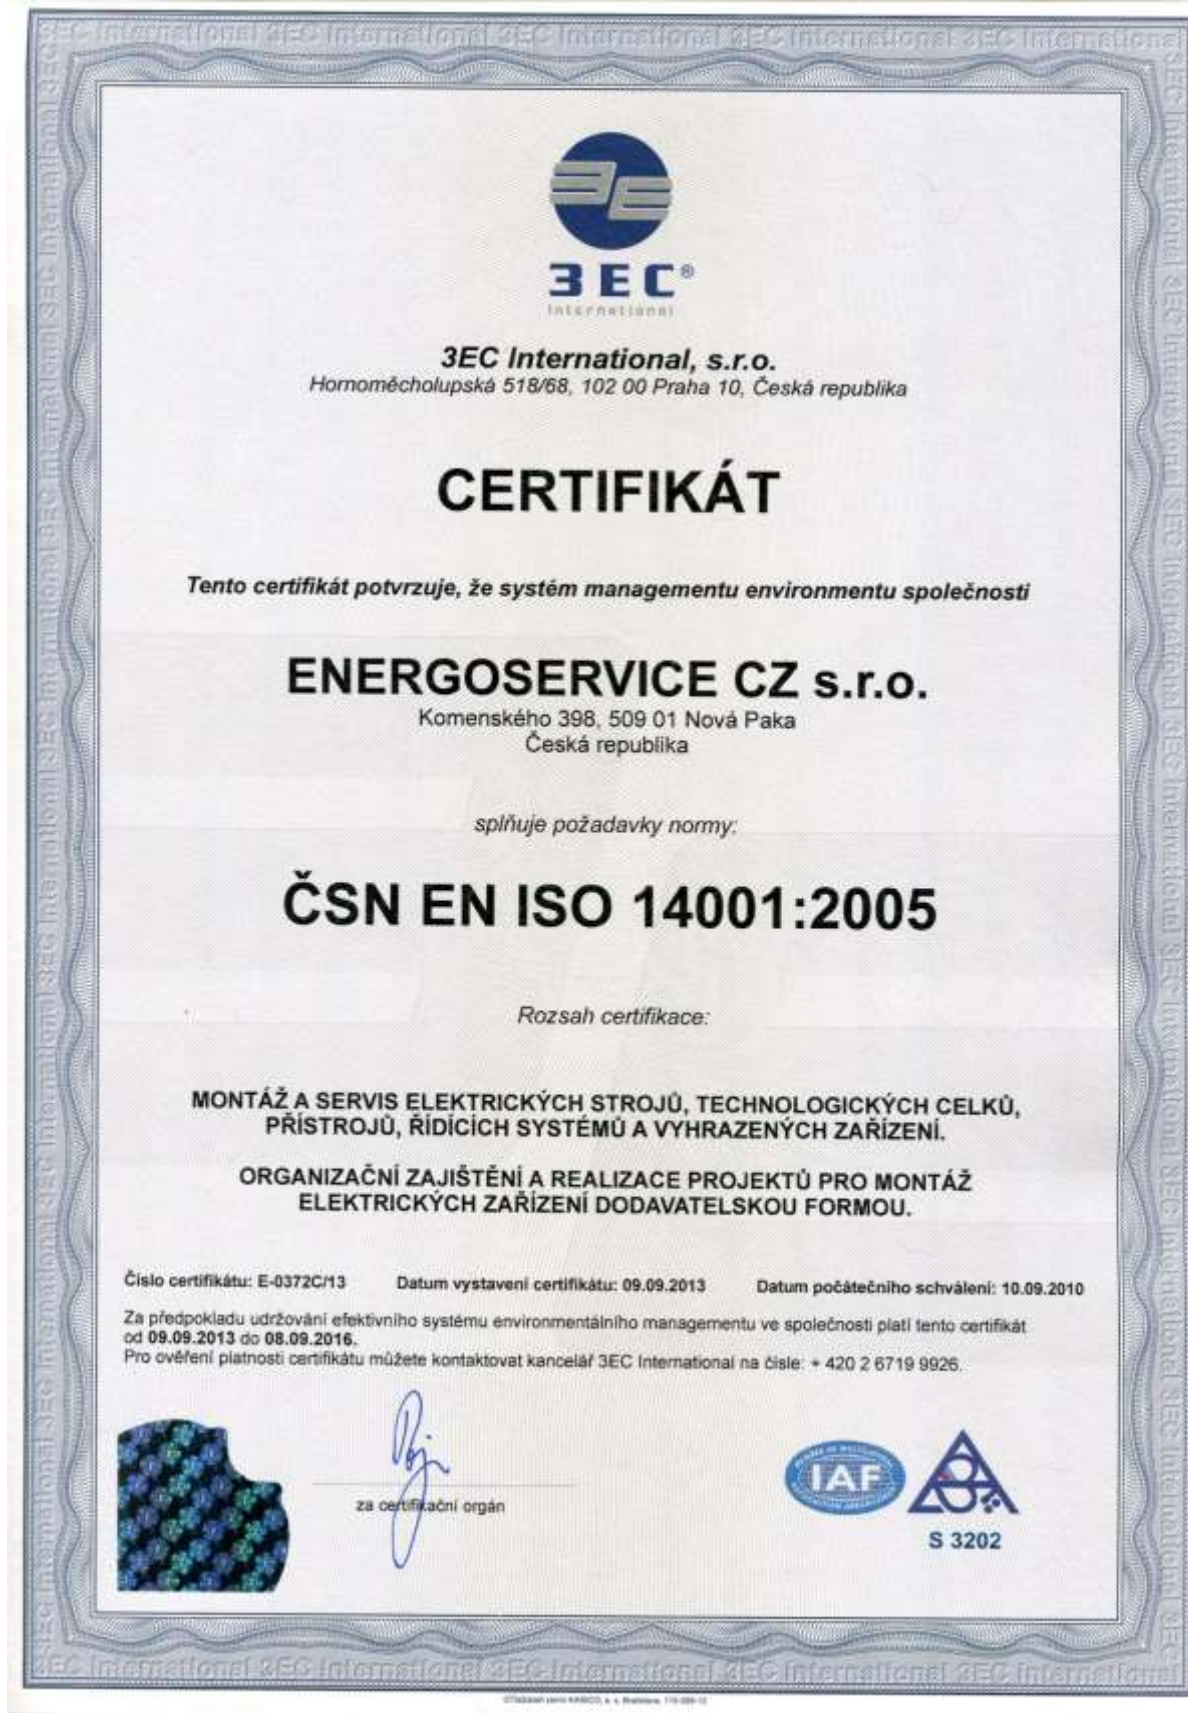 3EC®
International
3EC International, s.r.o.
Hornoměcholupská 518/68, 102 00 Praha 10, Česká republika
CERTIFIKÁT
Tento certifikát potvrzuje, že systém managementu environmentu společnosti
ENERGOSERVICE CZ s.r.o.
Komenského 398, 509 01 Nová Paka
Česká republika
splňuje požadavky normy:
ČSN EN ISO 14001:2005
Rozsah certifikace:
MONTÁŽ A SERVIS ELEKTRICKÝCH STROJŮ, TECHNOLOGICKÝCH CELKŮ,
PŘÍSTROJŮ, ŘÍDÍCÍCH SYSTÉMŮ A VYHRAZENÝCH ZAŘÍZENÍ.
ORGANIZAČNÍ ZAJIŠTĚNÍ A REALIZACE PROJEKTŮ PRO MONTÁŽ
ELEKTRICKÝCH ZAŘÍZENÍ DODAVATELSKOU FORMOU.
Číslo certifikátu: E-0372C/13 Datum vystavení certifikátu: 09.09.2013 Datum počátečního schválení: 10.09.2010
Za předpokladu udržování efektivního systému environmentálního managementu ve společnosti platí tento certifikát
od 09.09.2013 do 08.09.2016.
Pro ověření platnosti certifikátu můžete kontaktovat kancelář 3EC International na čísle: + 420 2 6719 9926.
za certifikační orgán
IAF
S 3202